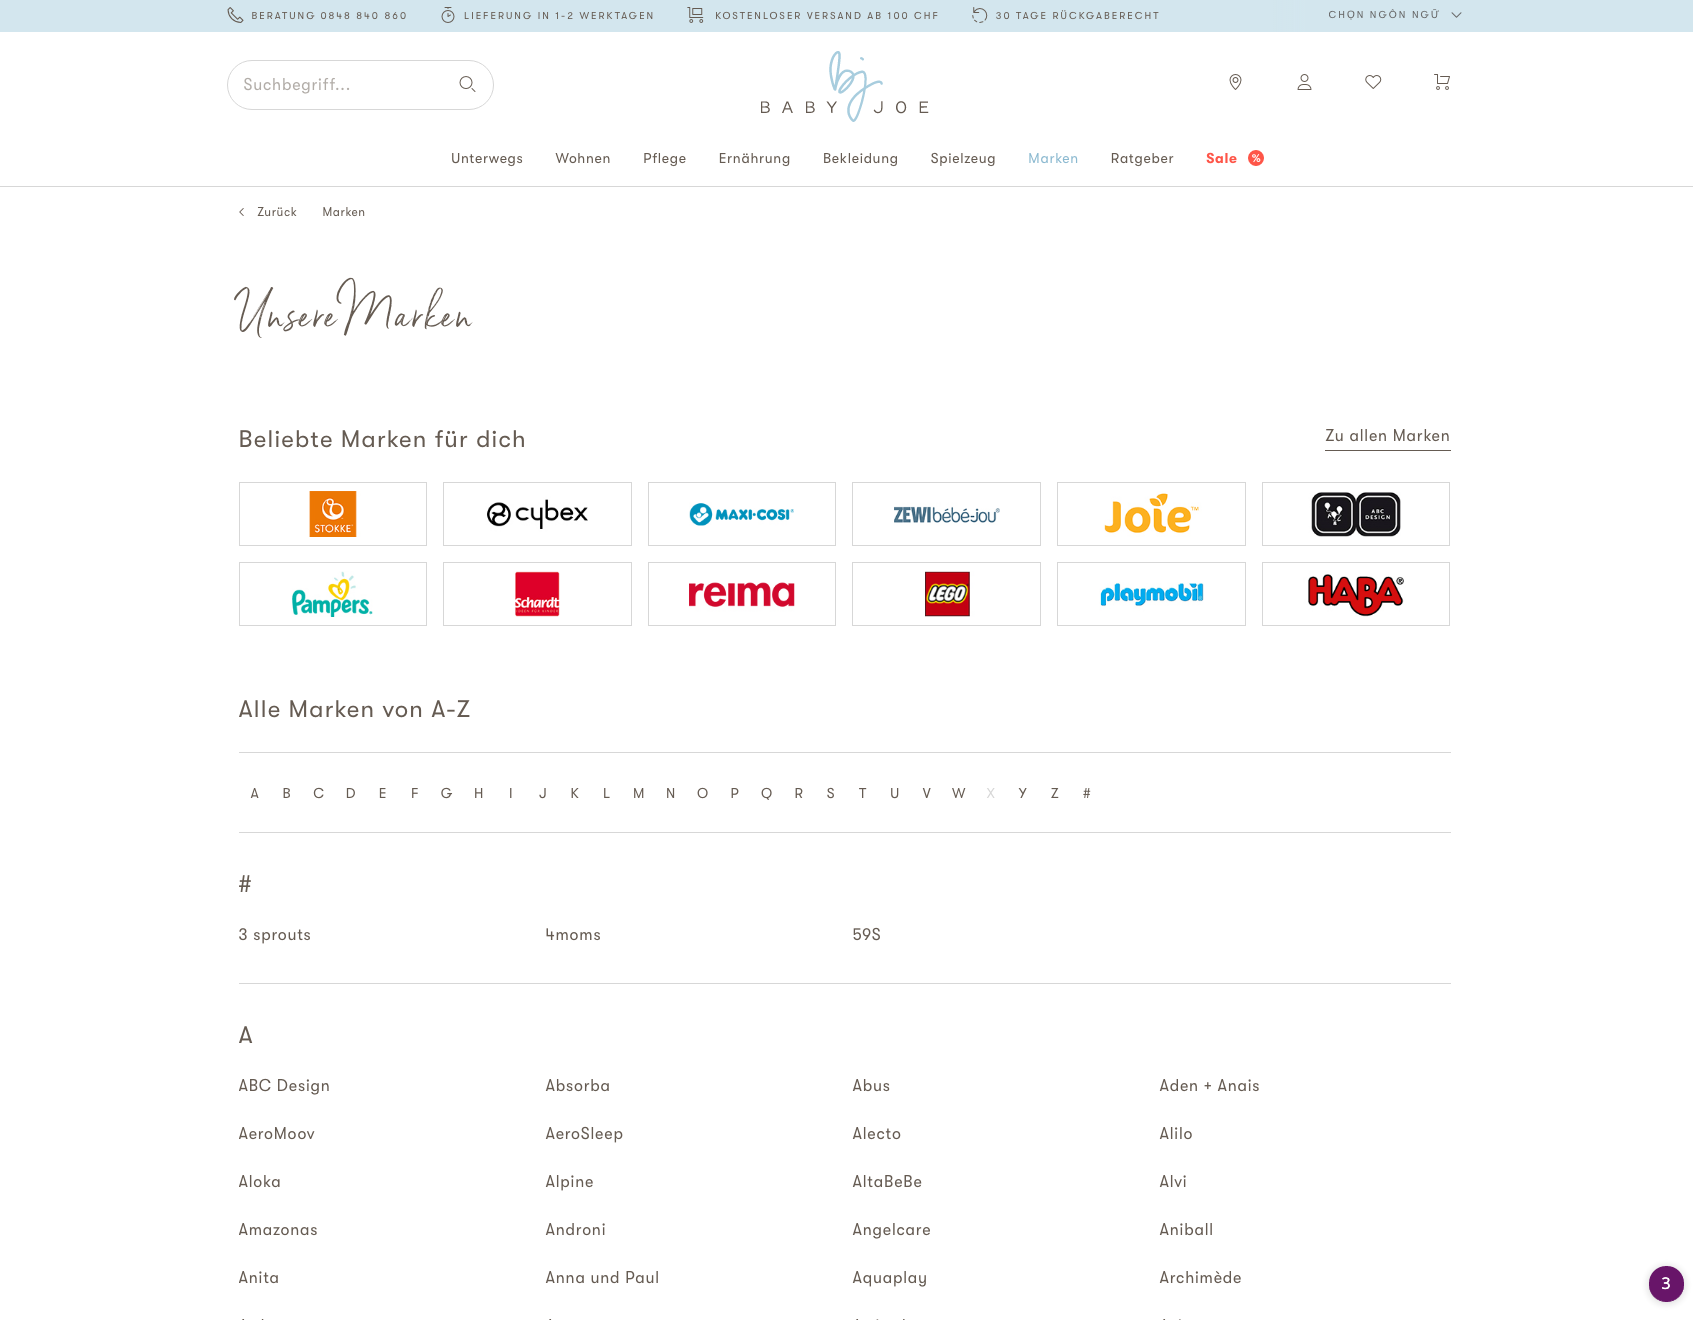 BERATUNG 0848 840 860 LIEFERUNG IN 1-2 WERKTAGEN KOSTENLOSER VERSAND AB 100 CHF 30 TAGE RÜCKGABERECHT CHỌN NGÔN NGỮ
Suchbegriff...
bj
BABY JOE
Unterwegs Wohnen Pflege Ernährung Bekleidung Spielzeug Marken Ratgeber Sale %
Zurück Marken
Unsere Marken
Beliebte Marken für dich Zu allen Marken
STOKKE cybex MAXI-COSI ZEWI bébé-jou Joie ABC DESIGN
Pampers Schardt reima LEGO playmobil HABA
Alle Marken von A-Z
A B C D E F G H I J K L M N O P Q R S T U V W X Y Z #
#
3 sprouts 4moms 59S
A
ABC Design Absorba Abus Aden + Anais
AeroMoov AeroSleep Alecto Alilo
Aloka Alpine AltaBeBe Alvi
Amazonas Androni Angelcare Aniball
Anita Anna und Paul Aquaplay Archimède
3